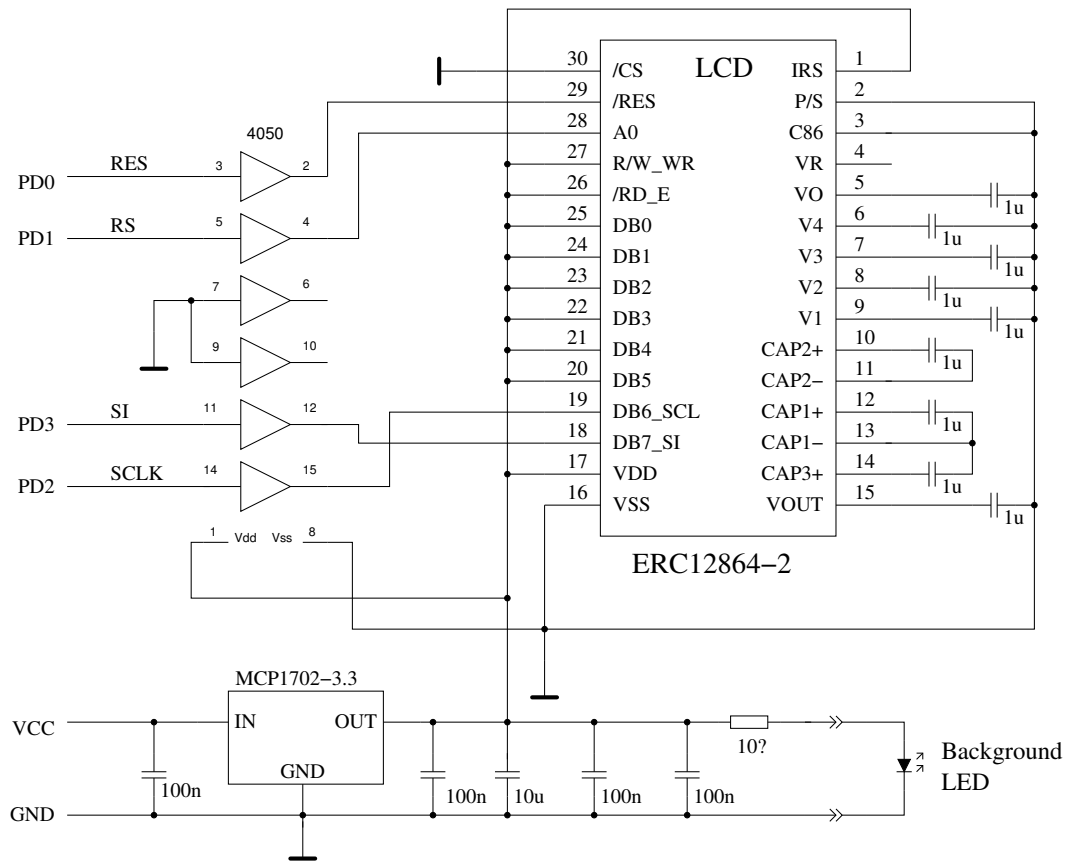 LCD
30 /CS IRS 1
29 /RES P/S 2
28 A0 C86 3
27 R/W_WR VR 4
26 /RD_E VO 5
1u
25 DB0 V4 6
1u
24 DB1 V3 7
1u
23 DB2 V2 8
1u
22 DB3 V1 9
1u
21 DB4 CAP2+ 10
1u
20 DB5 CAP2− 11
19 DB6_SCL CAP1+ 12
1u
18 DB7_SI CAP1− 13
17 VDD CAP3+ 14
1u
16 VSS VOUT 15
1u
ERC12864−2
4050
PD0 RES 3 2
PD1 RS 5 4
7 6
9 10
PD3 SI 11 12
PD2 SCLK 14 15
1 Vdd Vss 8
MCP1702−3.3
VCC IN OUT
GND
100n 100n 10u 100n 100n
10?
GND
Background
LED